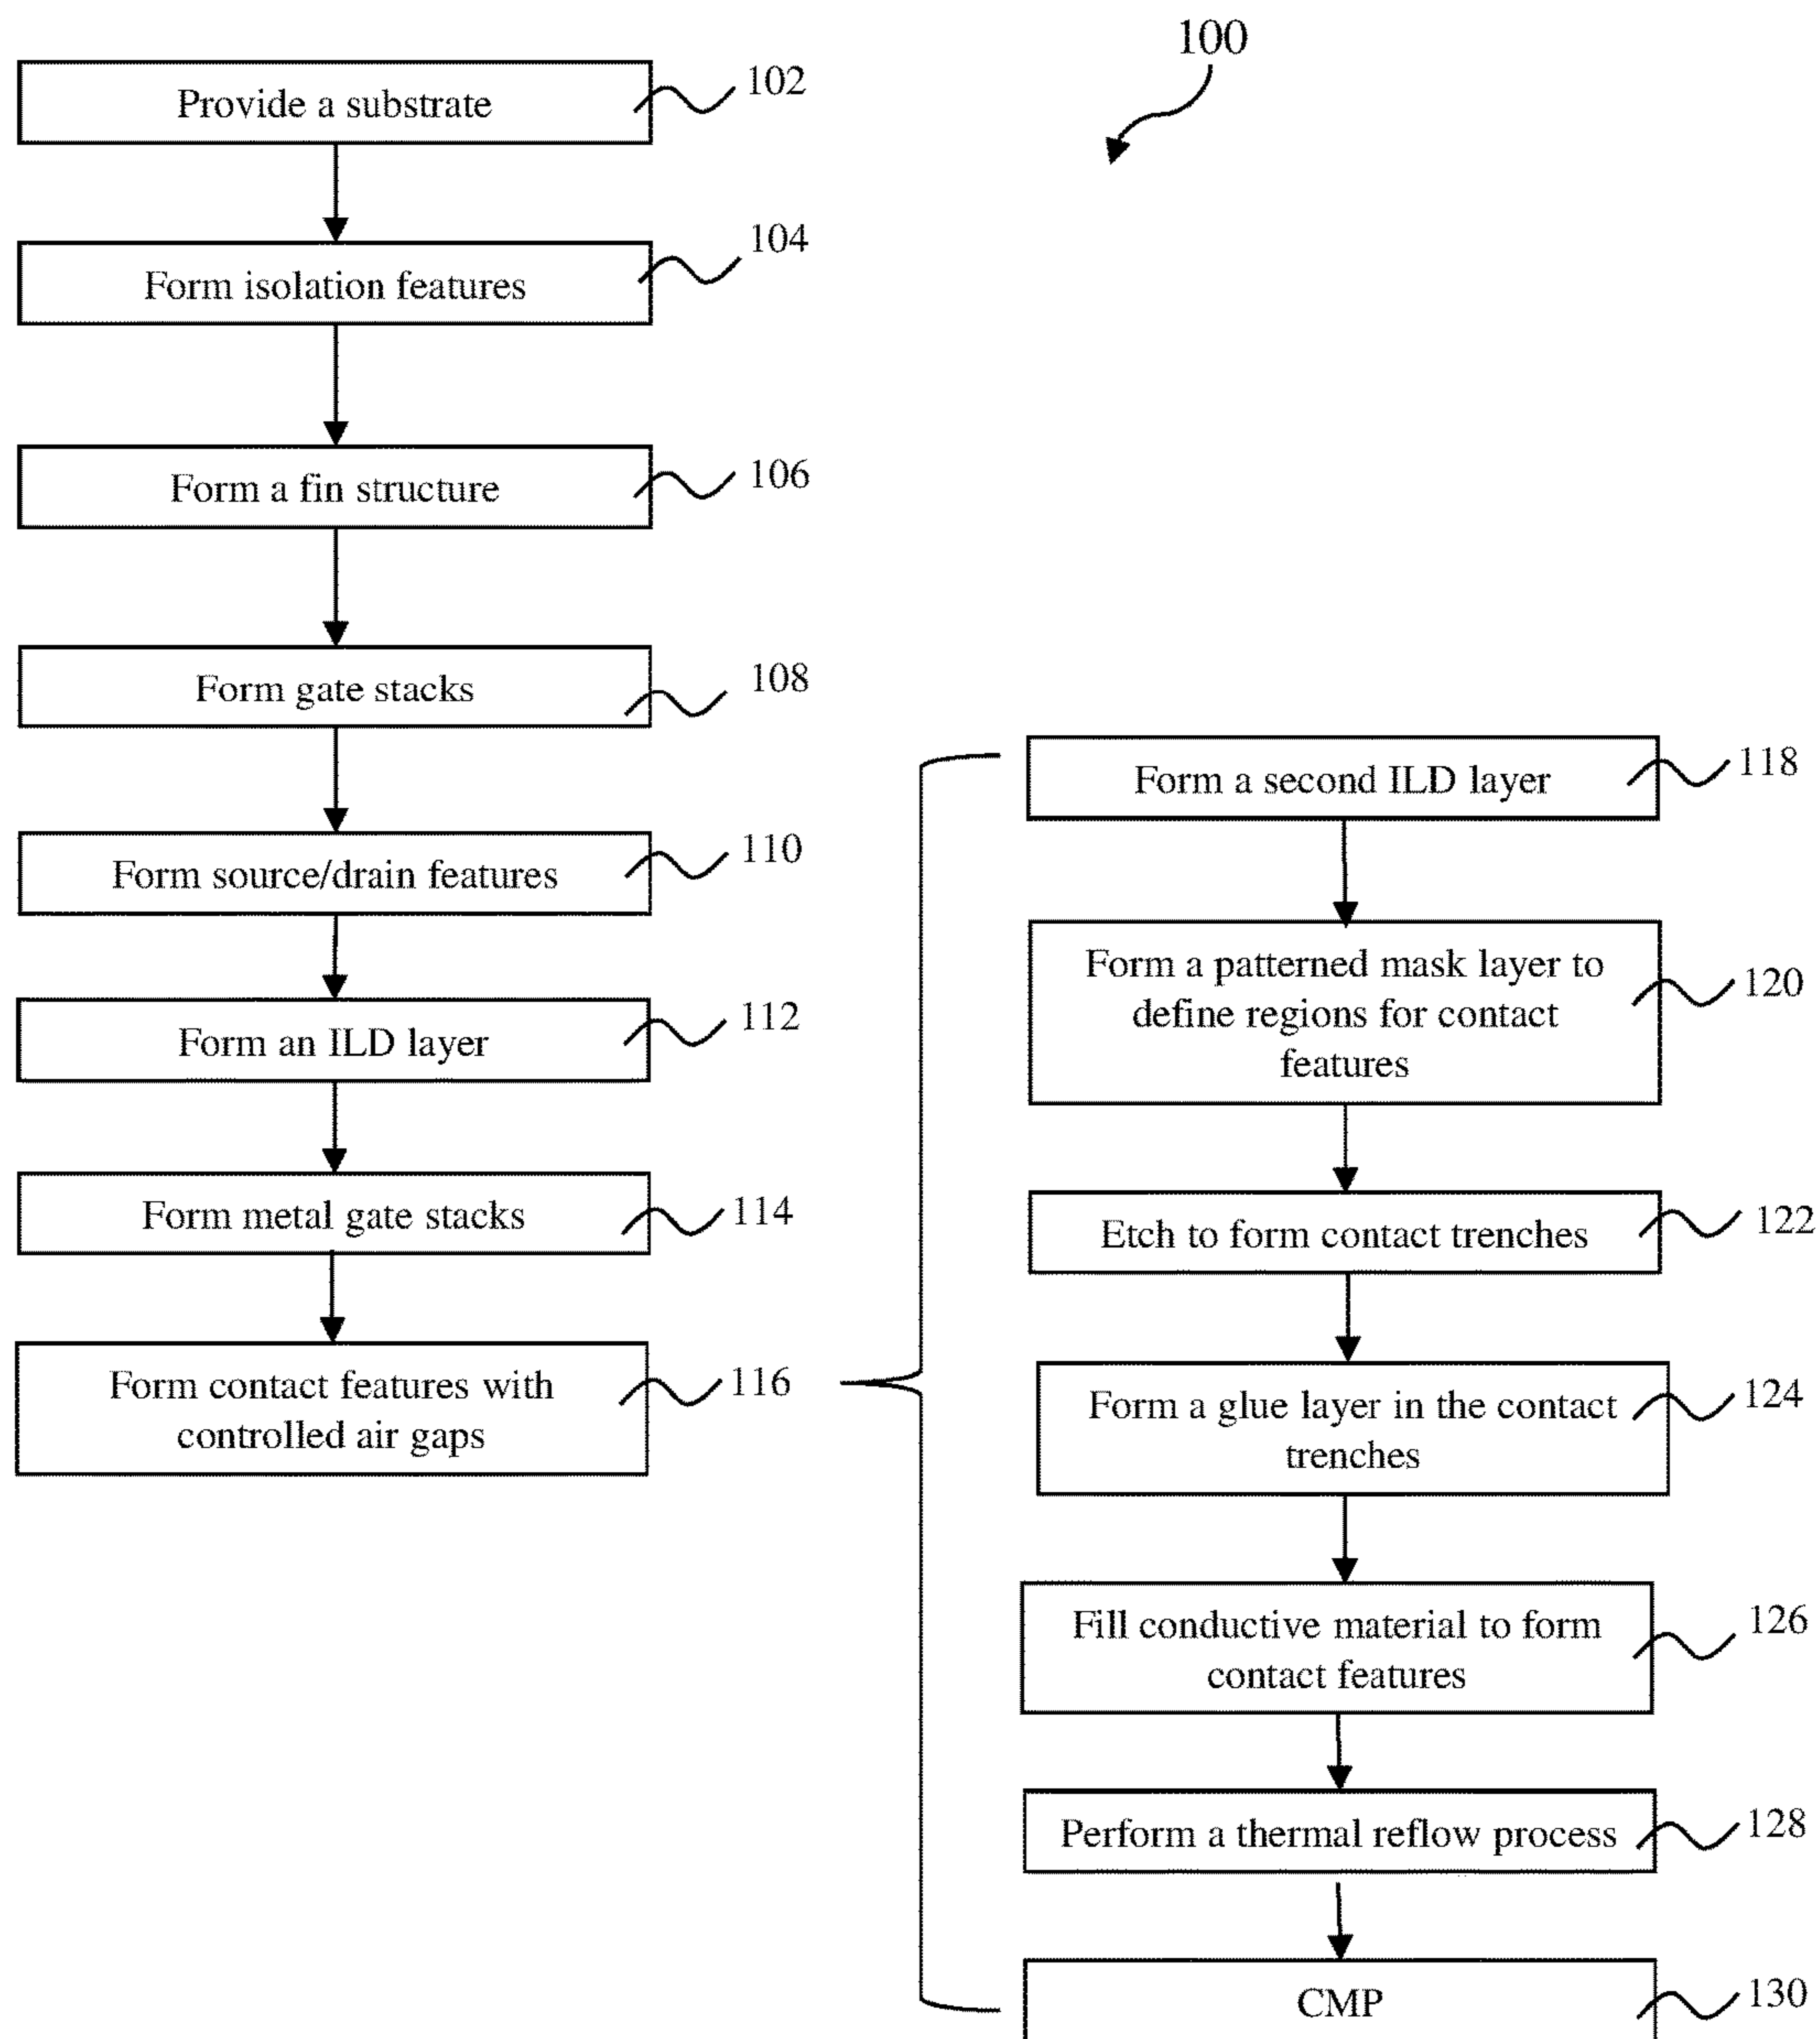 100
Provide a substrate
102
Form isolation features
104
Form a fin structure
106
Form gate stacks
108
Form source/drain features
110
Form an ILD layer
112
Form metal gate stacks
114
Form contact features with
controlled air gaps
116
Form a second ILD layer
118
Form a patterned mask layer to
define regions for contact
features
120
Etch to form contact trenches
122
Form a glue layer in the contact
trenches
124
Fill conductive material to form
contact features
126
Perform a thermal reflow process
128
CMP
130